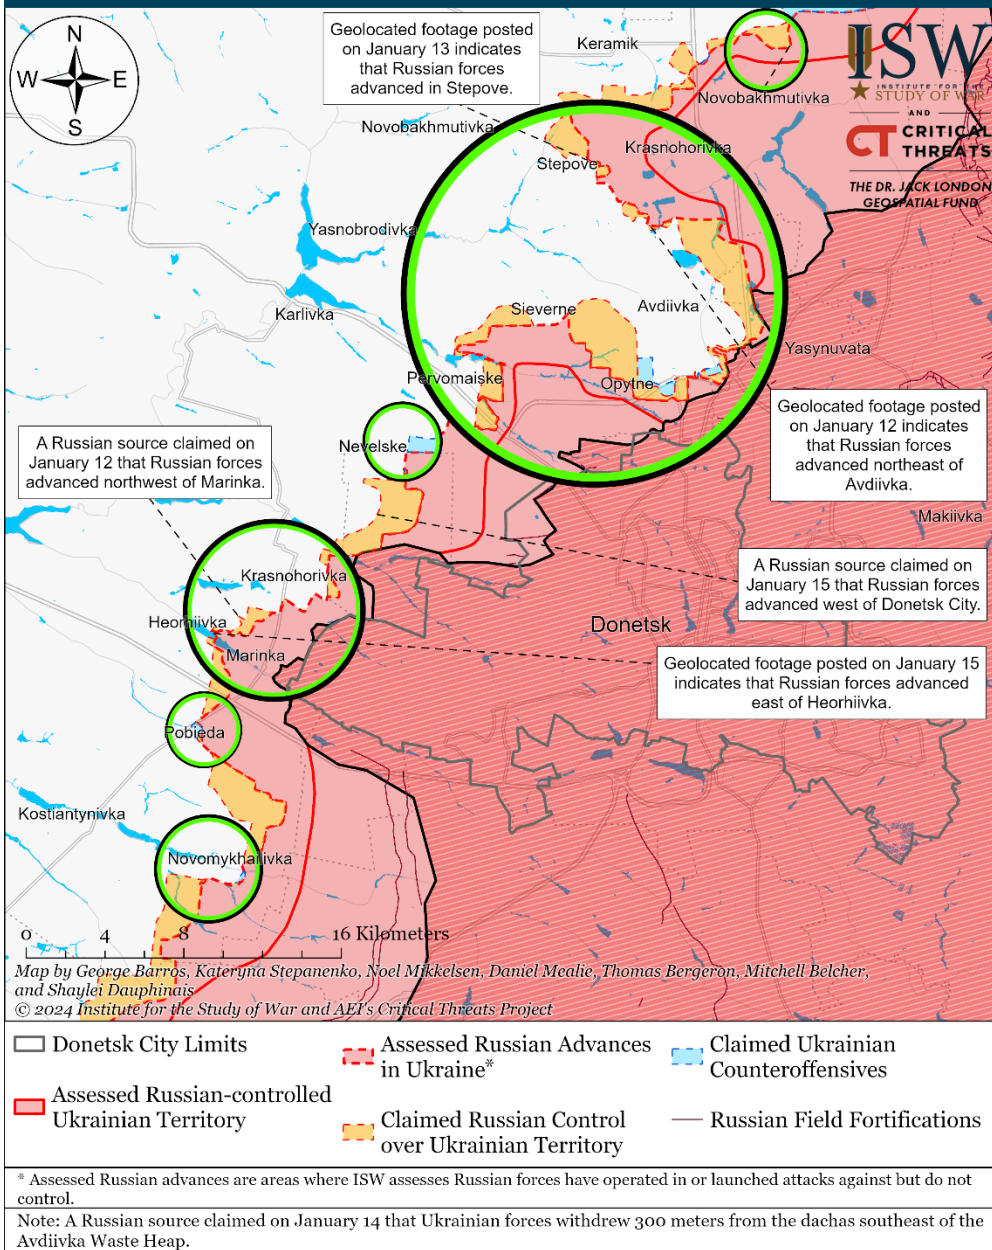 N
W E
S
Geolocated footage posted
on January 13 indicates
that Russian forces
advanced in Stepove.
Keramik
ISW
INSTITUTE FOR THE
STUDY OF WAR
AND
CT CRITICAL
THREATS
THE DR. JACK LONDON
GEOSPATIAL FUND
Novobakhmutivka
Novobakhmutivka
Krasnohorivka
Stepove
Yasnobrodivka
Karlivka
Sieverne
Avdiivka
Yasynuvata
Pervomaiske
Opytne
Geolocated footage posted
on January 12 indicates
that Russian forces
advanced northeast of
Avdiivka.
A Russian source claimed on
January 12 that Russian forces
advanced northwest of Marinka.
Nevelske
Makiivka
A Russian source claimed on
January 15 that Russian forces
advanced west of Donetsk City.
Krasnohorivka
Heorhiivka
Donetsk
Marinka
Geolocated footage posted on January 15
indicates that Russian forces advanced
east of Heorhiivka.
Pobieda
Kostiantynivka
Novomykhailivka
0 4 8 16 Kilometers
Map by George Barros, Kateryna Stepanenko, Noel Mikkelsen, Daniel Mealie, Thomas Bergeron, Mitchell Belcher,
and Shaylei Dauphinais
© 2024 Institute for the Study of War and AEI's Critical Threats Project
Donetsk City Limits
Assessed Russian-controlled
Ukrainian Territory
Assessed Russian Advances
in Ukraine*
Claimed Russian Control
over Ukrainian Territory
Claimed Ukrainian
Counteroffensives
Russian Field Fortifications
* Assessed Russian advances are areas where ISW assesses Russian forces have operated in or launched attacks against but do not
control.
Note: A Russian source claimed on January 14 that Ukrainian forces withdrew 300 meters from the dachas southeast of the
Avdiivka Waste Heap.